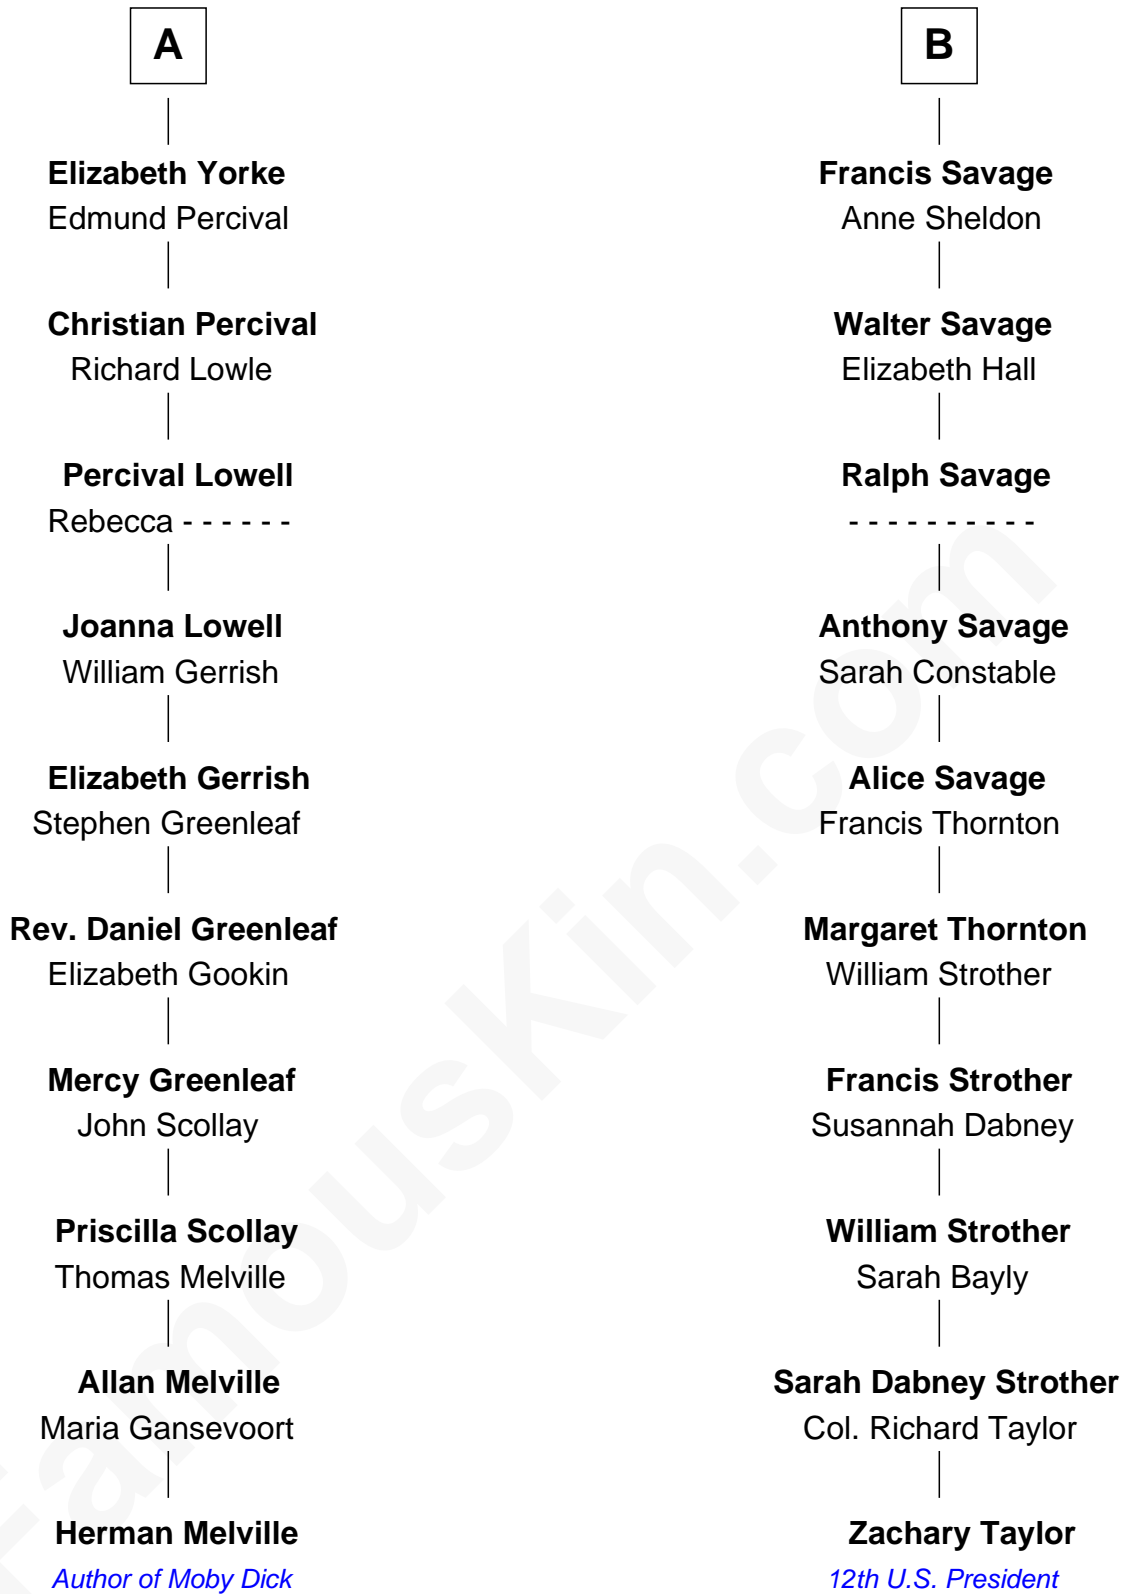 A
Elizabeth Yorke
Edmund Percival
Christian Percival
Richard Lowle
Percival Lowell
Rebecca - - - - - -
Joanna Lowell
William Gerrish
Elizabeth Gerrish
Stephen Greenleaf
Rev. Daniel Greenleaf
Elizabeth Gookin
Mercy Greenleaf
John Scollay
Priscilla Scollay
Thomas Melville
Allan Melville
Maria Gansevoort
Herman Melville
Author of Moby Dick
B
Francis Savage
Anne Sheldon
Walter Savage
Elizabeth Hall
Ralph Savage
- - - - - - - - - -
Anthony Savage
Sarah Constable
Alice Savage
Francis Thornton
Margaret Thornton
William Strother
Francis Strother
Susannah Dabney
William Strother
Sarah Bayly
Sarah Dabney Strother
Col. Richard Taylor
Zachary Taylor
12th U.S. President
FamousKin.com